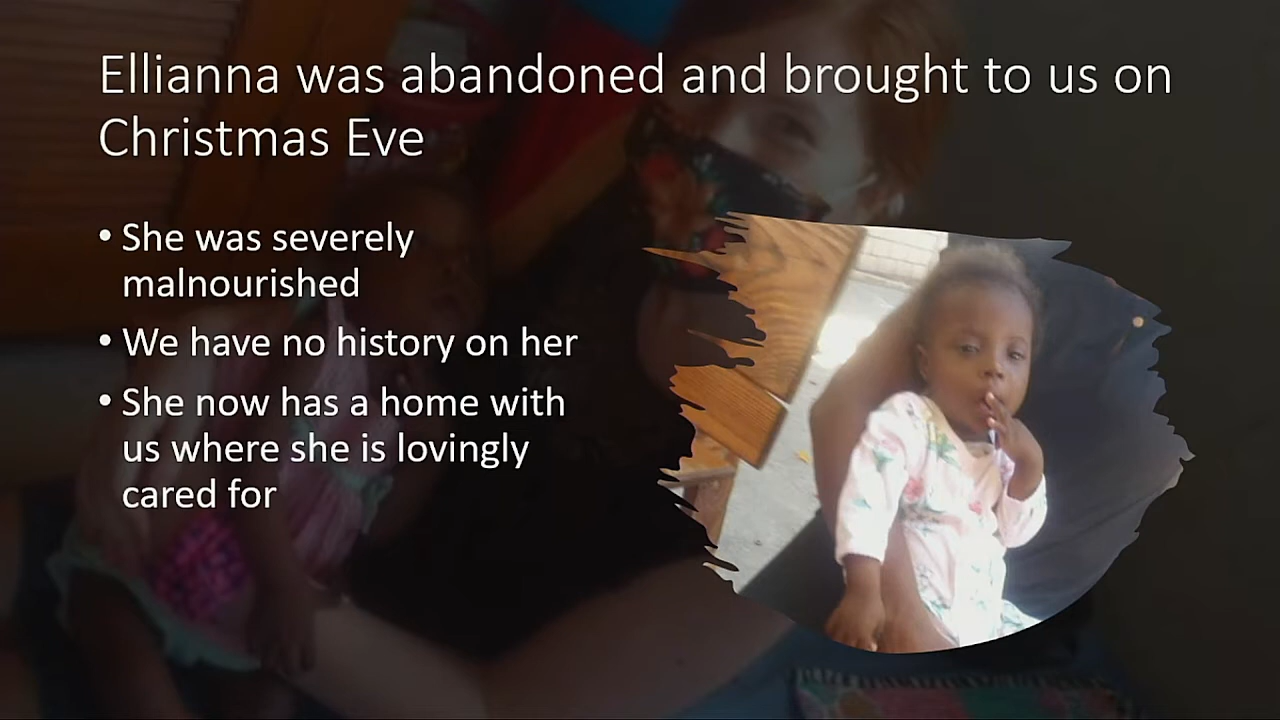 Ellianna was abandoned and brought to us on
Christmas Eve
• She was severely
malnourished
• We have no history on her
• She now has a home with
us where she is lovingly
cared for